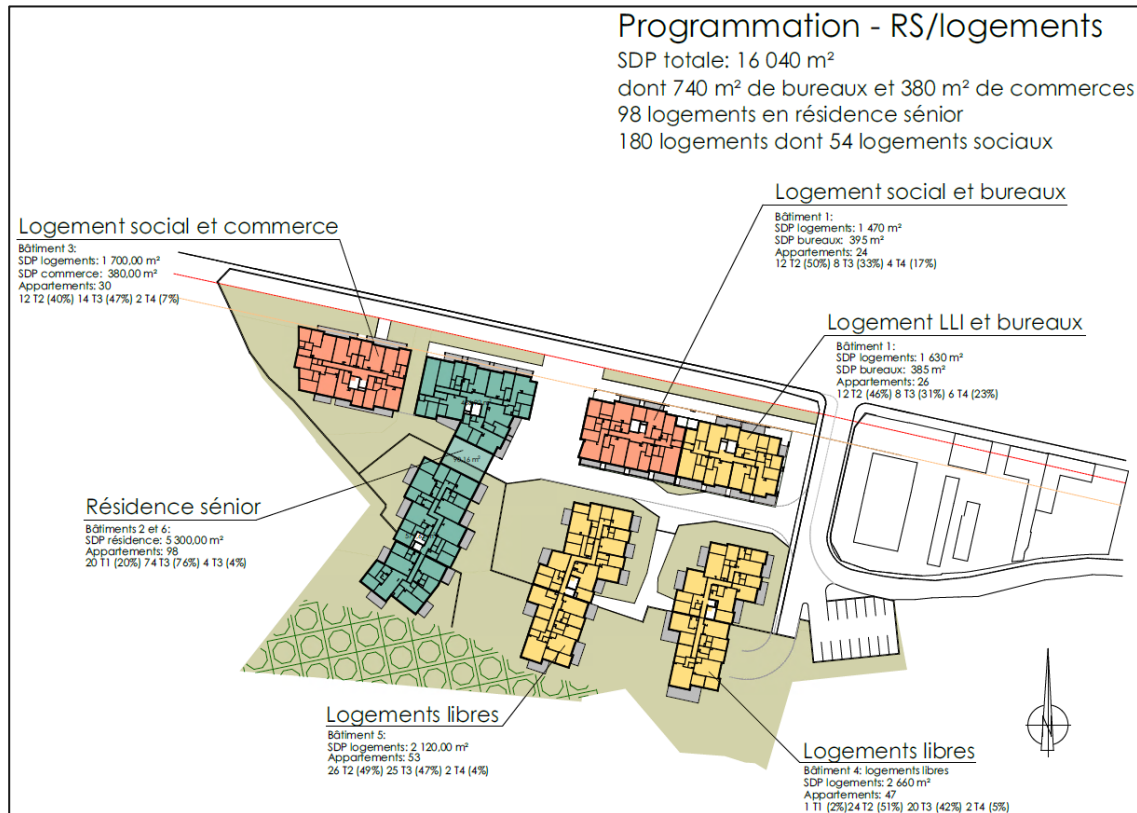 Programmation - RS/logements
SDP totale: 16 040 m²
dont 740 m² de bureaux et 380 m² de commerces
98 logements en résidence sénior
180 logements dont 54 logements sociaux
Logement social et bureaux
Bâtiment 1:
SDP logements: 1 470 m²
SDP bureaux: 395 m²
Appartements: 24
12 T2 (50%) 8 T3 (33%) 4 T4 (17%)
Logement social et commerce
Bâtiment 3:
SDP logements: 1 700,00 m²
SDP commerce: 380,00 m²
Appartements: 30
12 T2 (40%) 14 T3 (47%) 2 T4 (7%)
Logement LLI et bureaux
Bâtiment 1:
SDP logements: 1 630 m²
SDP bureaux: 385 m²
Appartements: 26
12 T2 (46%) 8 T3 (31%) 6 T4 (23%)
Résidence sénior
Bâtiments 2 et 6:
SDP résidence: 5 300,00 m²
Appartements: 98
20 T1 (20%) 74 T3 (76%) 4 T3 (4%)
Logements libres
Bâtiment 5:
SDP logements: 2 120,00 m²
Appartements: 53
26 T2 (49%) 25 T3 (47%) 2 T4 (4%)
Logements libres
Bâtiment 4: logements libres
SDP logements: 2 660 m²
Appartements: 47
1 T1 (2%)24 T2 (51%) 20 T3 (42%) 2 T4 (5%)